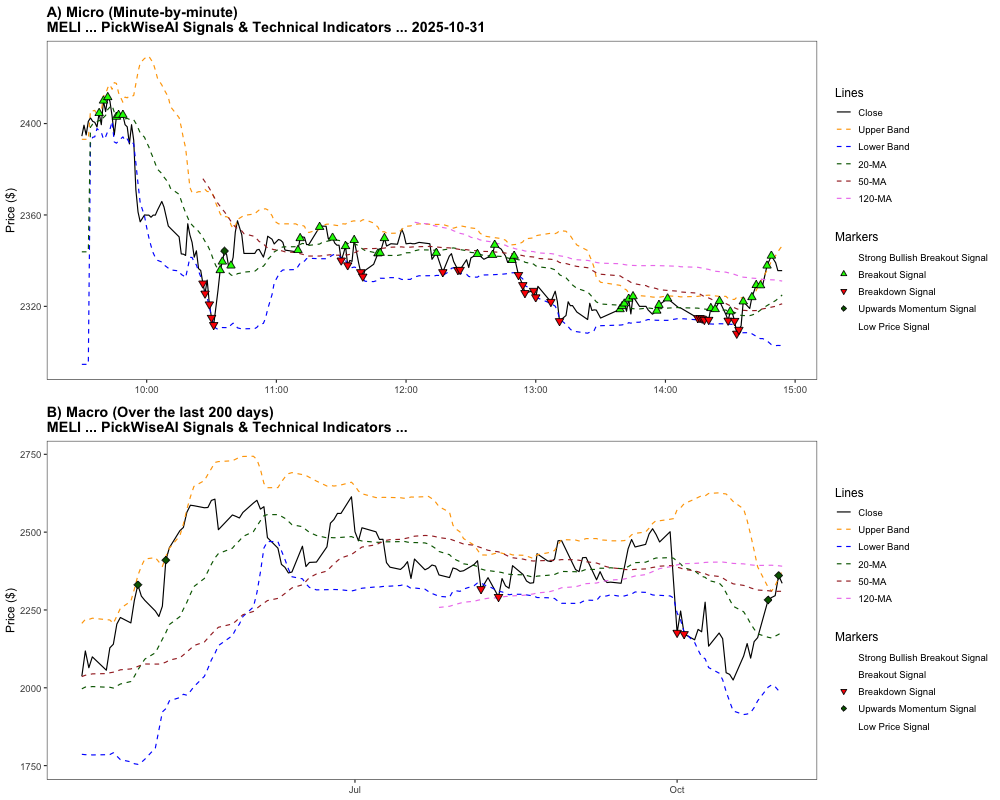 A) Micro (Minute-by-minute)
MELI ... PickWiseAI Signals & Technical Indicators ... 2025-10-31
Price ($)
2400
2360
2320
10:00
11:00
12:00
13:00
14:00
15:00
Lines
Close
Upper Band
Lower Band
20-MA
50-MA
120-MA
Markers
Strong Bullish Breakout Signal
Breakout Signal
Breakdown Signal
Upwards Momentum Signal
Low Price Signal
B) Macro (Over the last 200 days)
MELI ... PickWiseAI Signals & Technical Indicators ...
Price ($)
2750
2500
2250
2000
1750
Jul
Oct
Lines
Close
Upper Band
Lower Band
20-MA
50-MA
120-MA
Markers
Strong Bullish Breakout Signal
Breakout Signal
Breakdown Signal
Upwards Momentum Signal
Low Price Signal